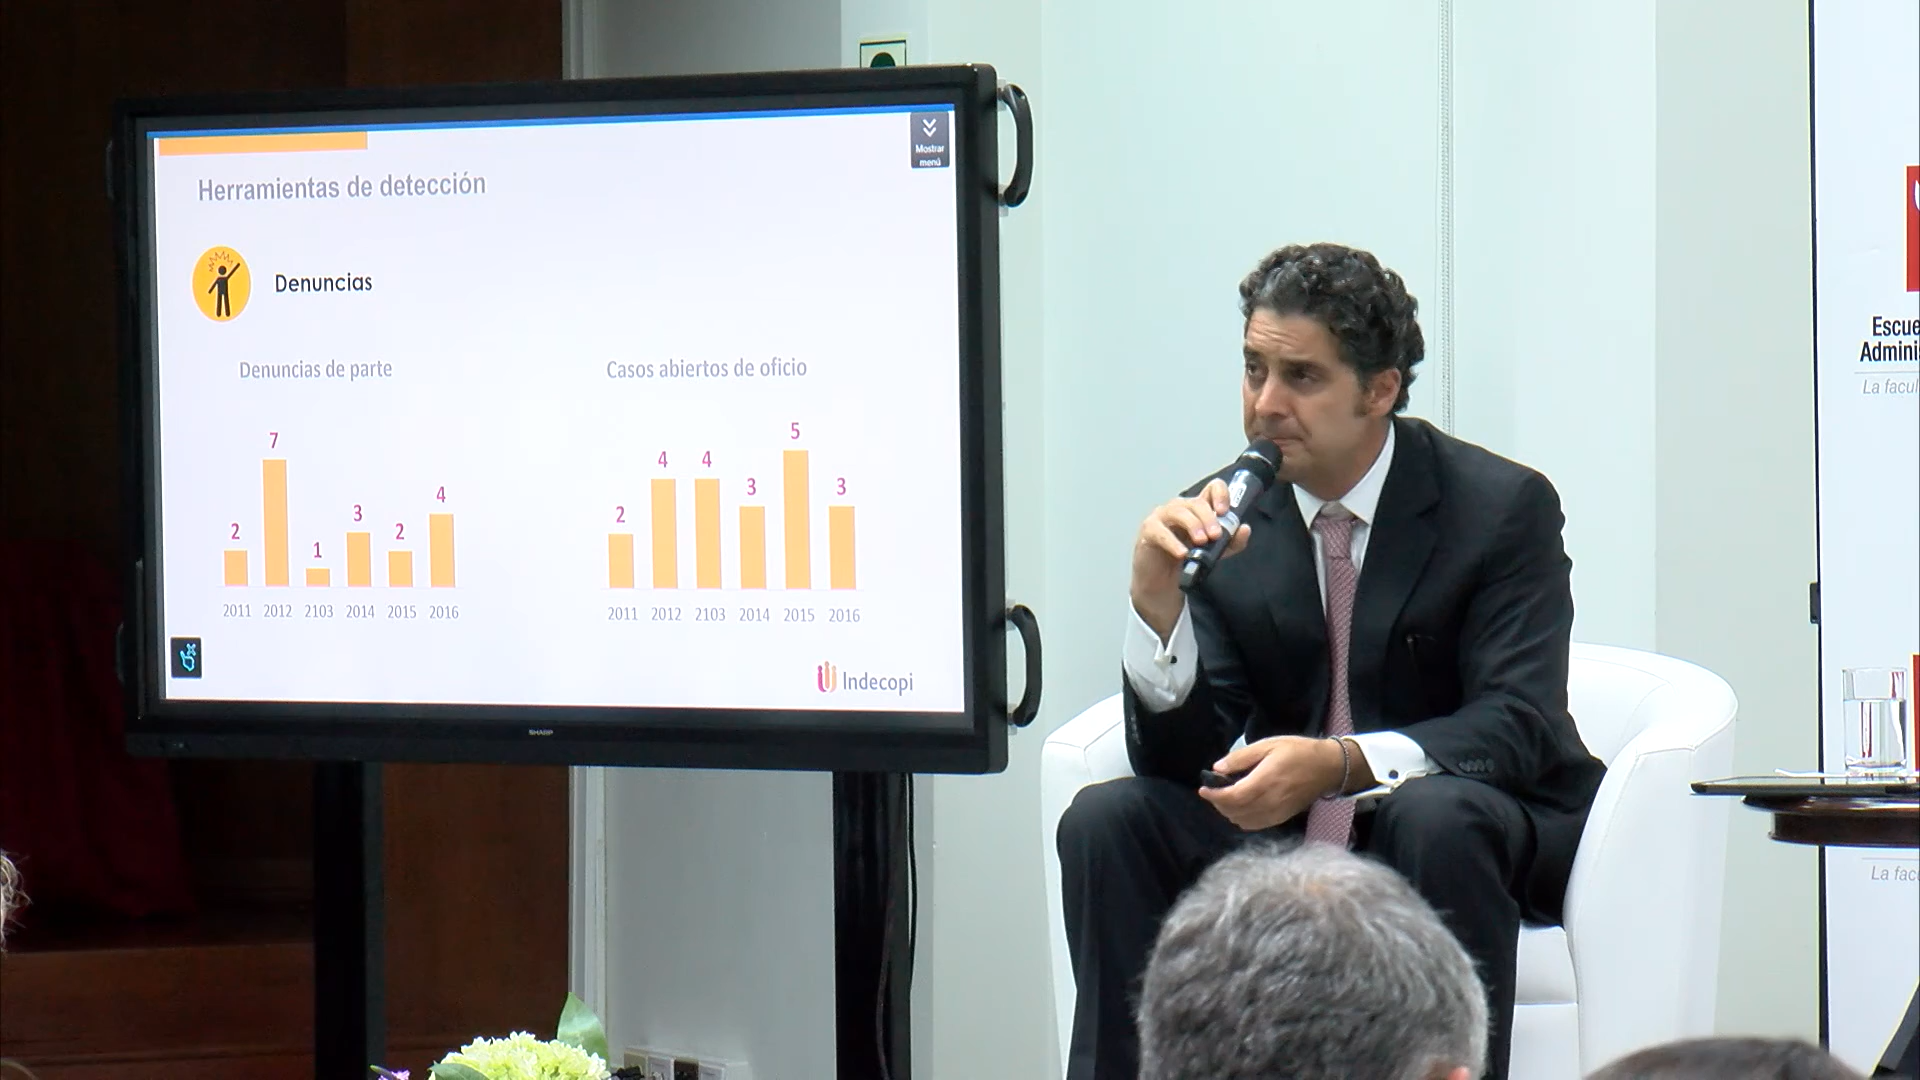 Mostrar
menú
Herramientas de detección
Denuncias
Denuncias de parte
7
4
3
2
2
1
2011 2012 2103 2014 2015 2016
Casos abiertos de oficio
5
4 4
3 3
2
2011 2012 2103 2014 2015 2016
Indecopi
SHARP
Escue
Adminis
La facul
La facu